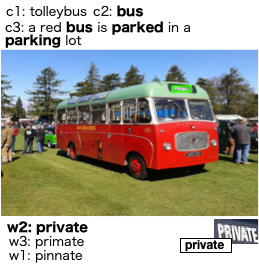 c1: tolleybus c2: bus
c3: a red bus is parked in a
parking lot
w2: private
w3: primate
w1: pinnate
PRIVATE
private